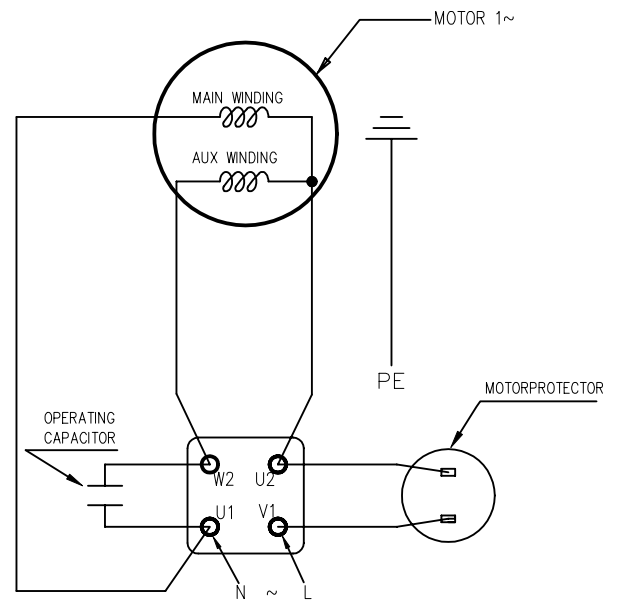 MOTOR 1~
MAIN WINDING
AUX WINDING
PE
MOTORPROTECTOR
OPERATING
CAPACITOR
W2 U2
U1 V1
N ~ L